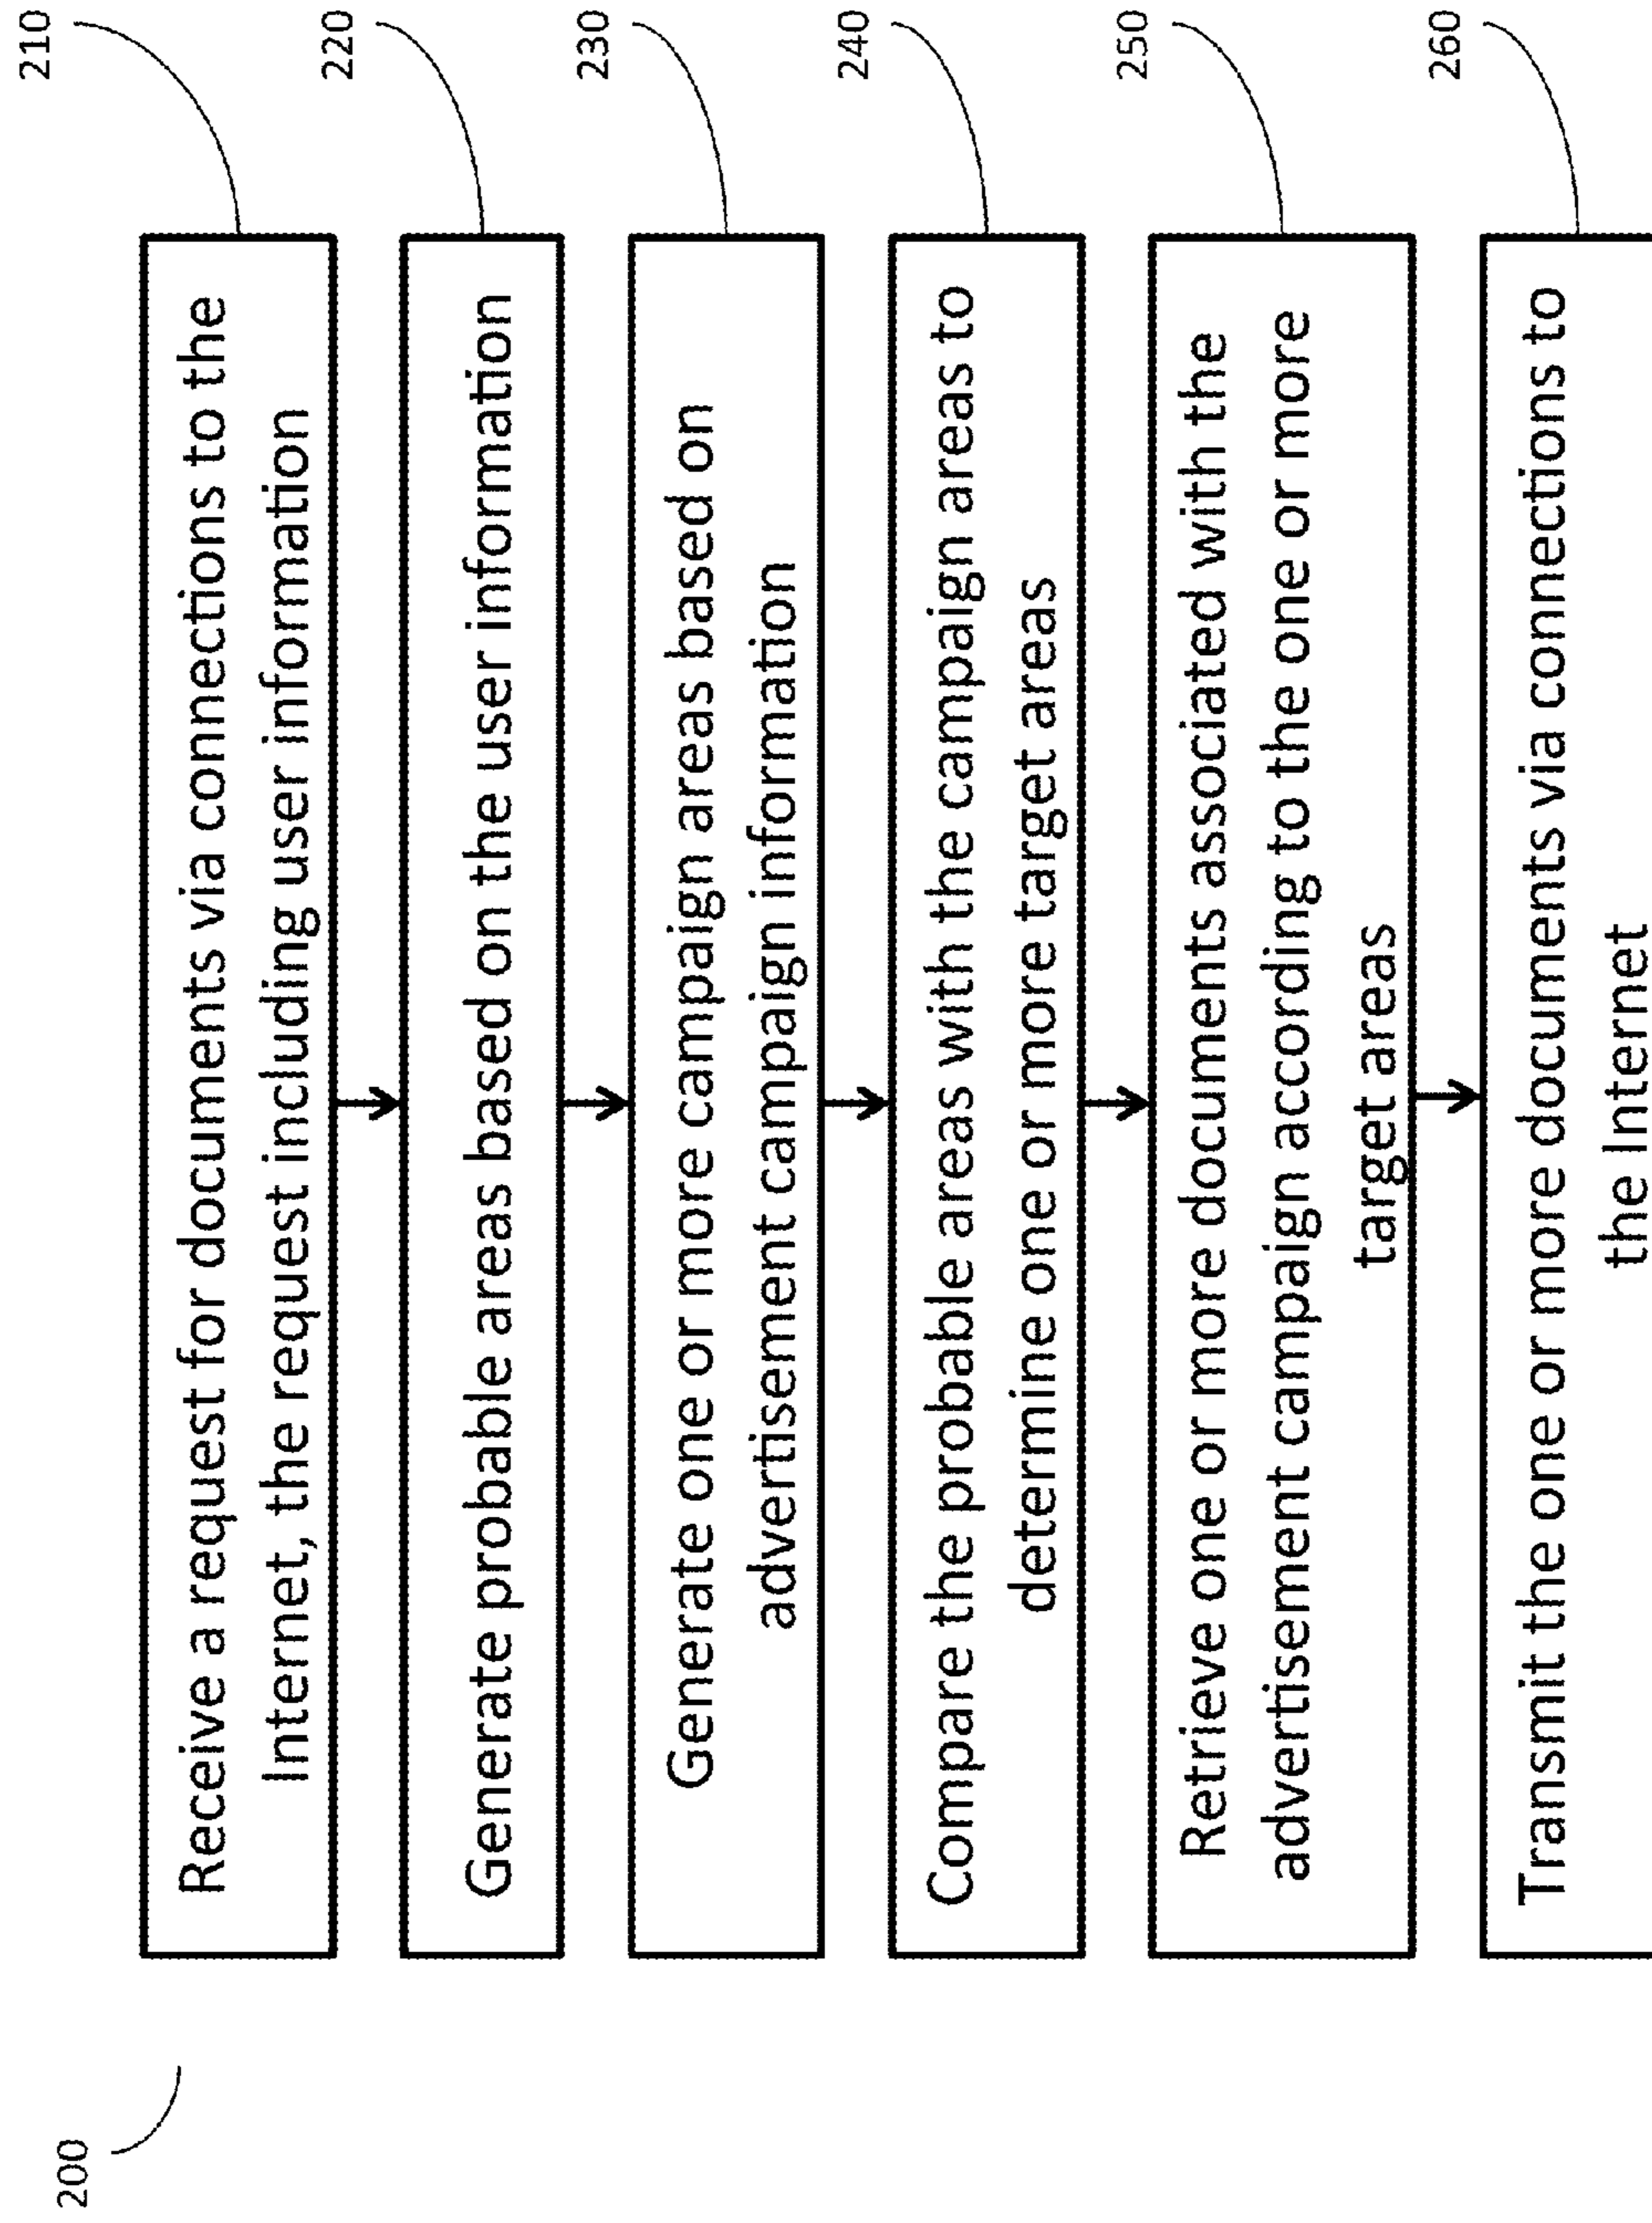 200
210
Receive a request for documents via connections to the
Internet, the request including user information
220
Generate probable areas based on the user information
230
Generate one or more campaign areas based on
advertisement campaign information
240
Compare the probable areas with the campaign areas to
determine one or more target areas
250
Retrieve one or more documents associated with the
advertisement campaign according to the one or more
target areas
260
Transmit the one or more documents via connections to
the Internet